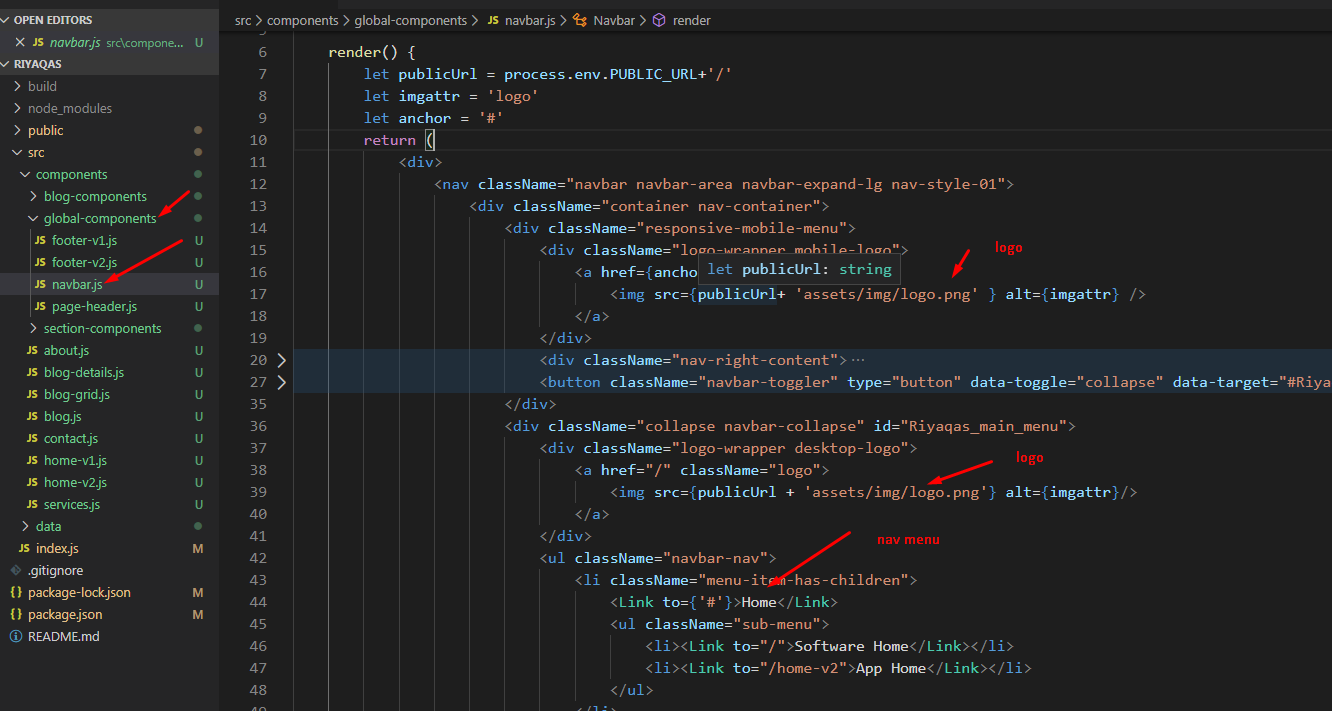 OPEN EDITORS
JS navbar.js src\compone... U
RIYAQAS
build
node_modules
public
src
components
blog-components
global-components
JS footer-v1.js U
JS footer-v2.js U
JS navbar.js U
JS page-header.js U
section-components
JS about.js U
JS blog-details.js U
JS blog-grid.js U
JS blog.js U
JS contact.js U
JS home-v1.js U
JS home-v2.js U
JS services.js U
data
JS index.js M
.gitignore
{} package-lock.json M
{} package.json M
README.md
src > components > global-components > JS navbar.js > Navbar > render
6 render() {
7 let publicUrl = process.env.PUBLIC_URL+'/'
8 let imgattr = 'logo'
9 let anchor = '#'
10 return (
11 <div>
12 <nav className="navbar navbar-area navbar-expand-lg nav-style-01">
13 <div className="container nav-container">
14 <div className="responsive-mobile-menu">
15 <div className="logo-wrapper mobile-logo">
logo
16 <a href={ancho
let publicUrl: string
17 <img src={publicUrl+ 'assets/img/logo.png' } alt={imgattr} />
18 </a>
19 </div>
20 <div className="nav-right-content">…
27 <button className="navbar-toggler" type="button" data-toggle="collapse" data-target="#Riya
35 </div>
36 <div className="collapse navbar-collapse" id="Riyaqas_main_menu">
37 <div className="logo-wrapper desktop-logo">
logo
38 <a href="/" className="logo">
39 <img src={publicUrl + 'assets/img/logo.png'} alt={imgattr}/>
40 </a>
41 </div>
nav menu
42 <ul className="navbar-nav">
43 <li className="menu-item-has-children">
44 <Link to={'#'}>Home</Link>
45 <ul className="sub-menu">
46 <li><Link to="/">Software Home</Link></li>
47 <li><Link to="/home-v2">App Home</Link></li>
48 </ul>